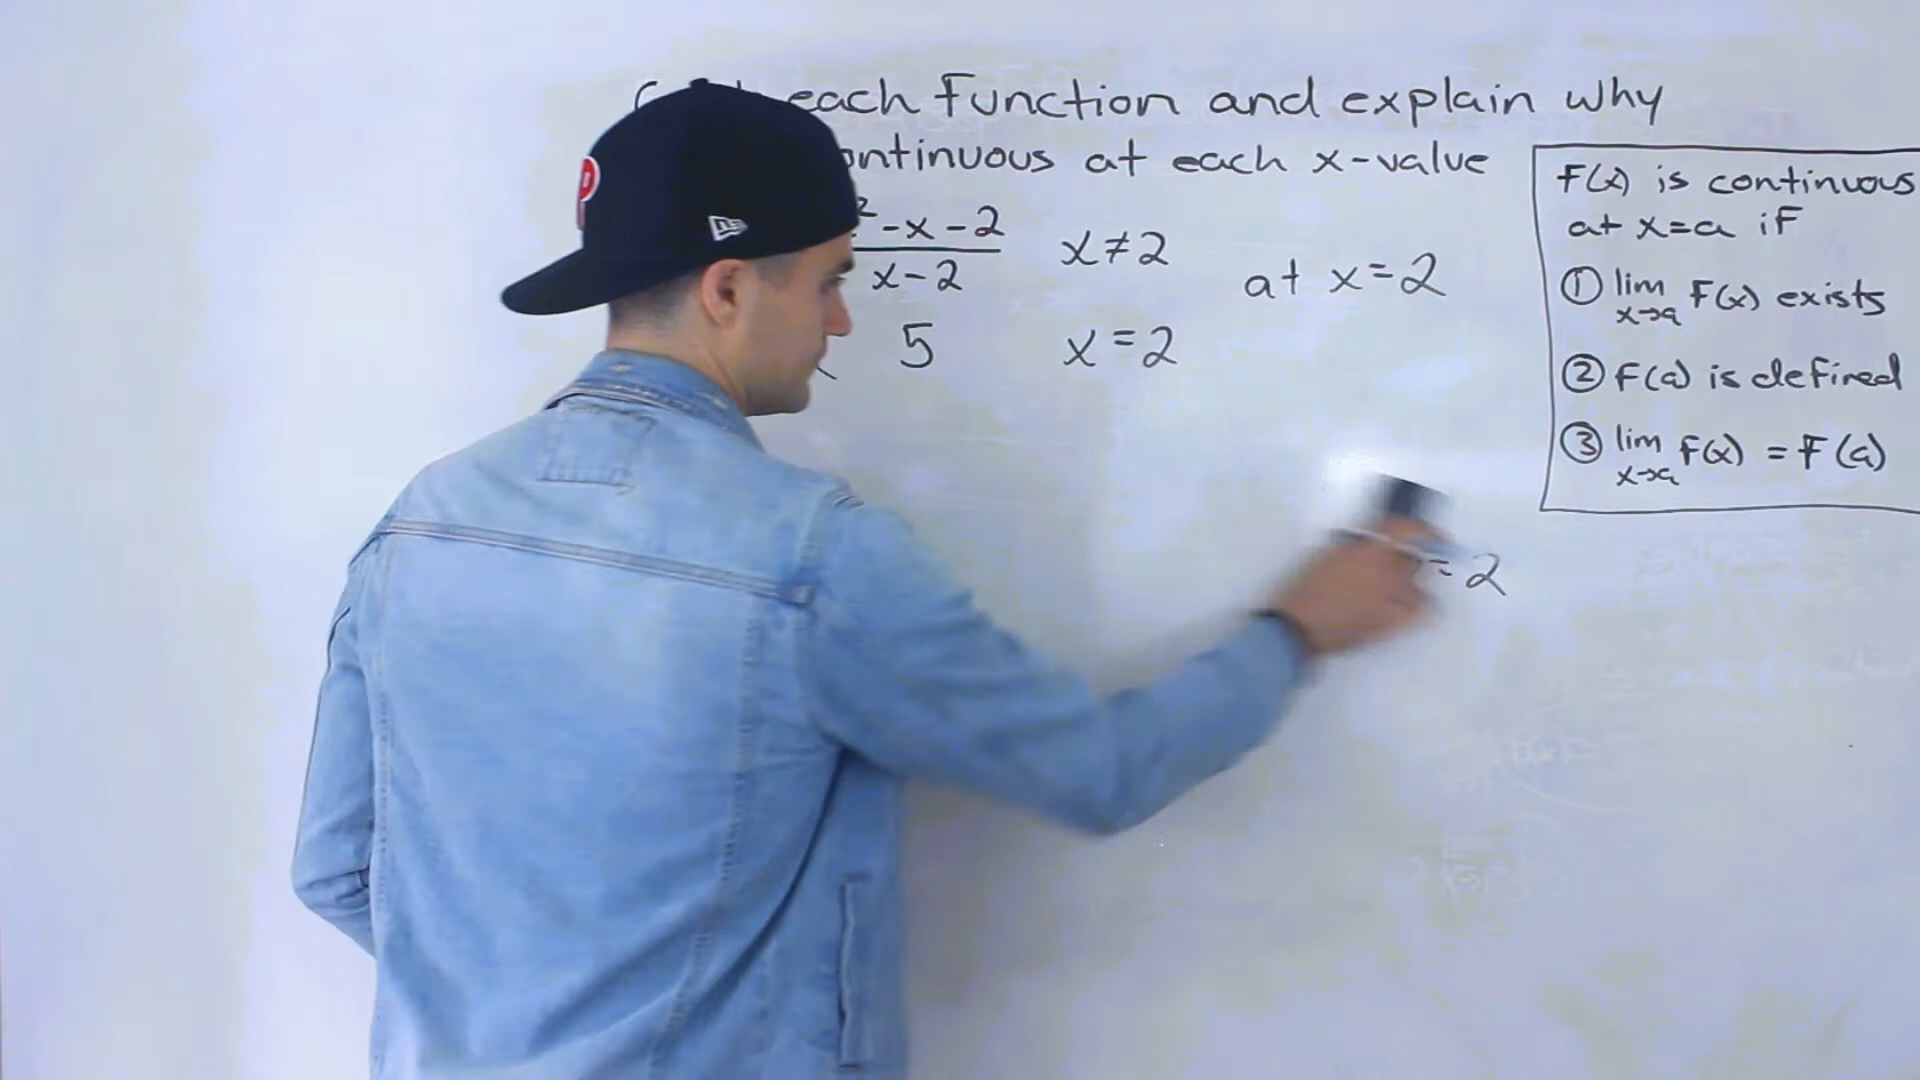 each function and explain why
continuous at each x-value
-x-2
x-2
x≠2
at x=2
5
x=2
F(x) is continuous
at x=a if
① lim x→a F(x) exists
② F(a) is defined
③ lim x→a F(x) = F(a)
=2
P